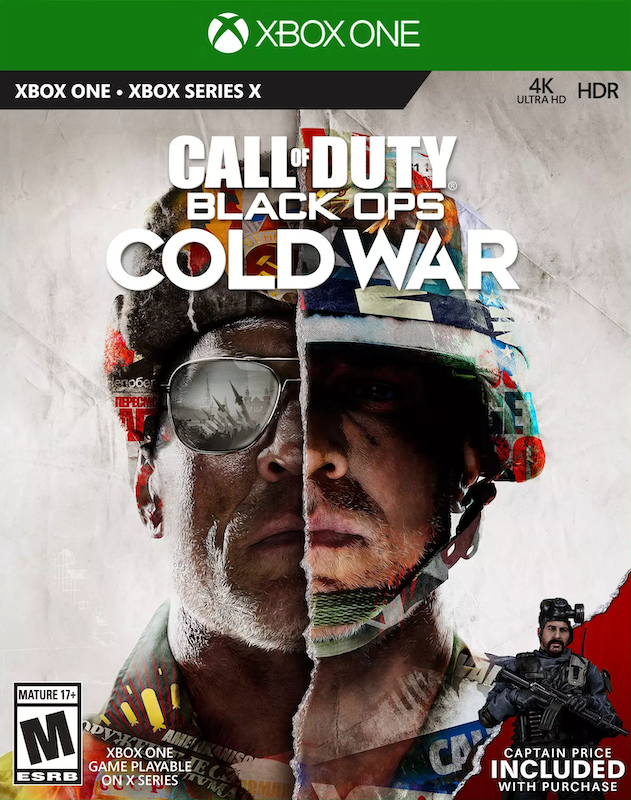 XBOX ONE
XBOX ONE • XBOX SERIES X
4K
ULTRA HD
HDR
CALL OF DUTY®
BLACK OPS
COLD WAR
MATURE 17+
M
ESRB
XBOX ONE
GAME PLAYABLE
ON X SERIES
CAPTAIN PRICE
INCLUDED
WITH PURCHASE